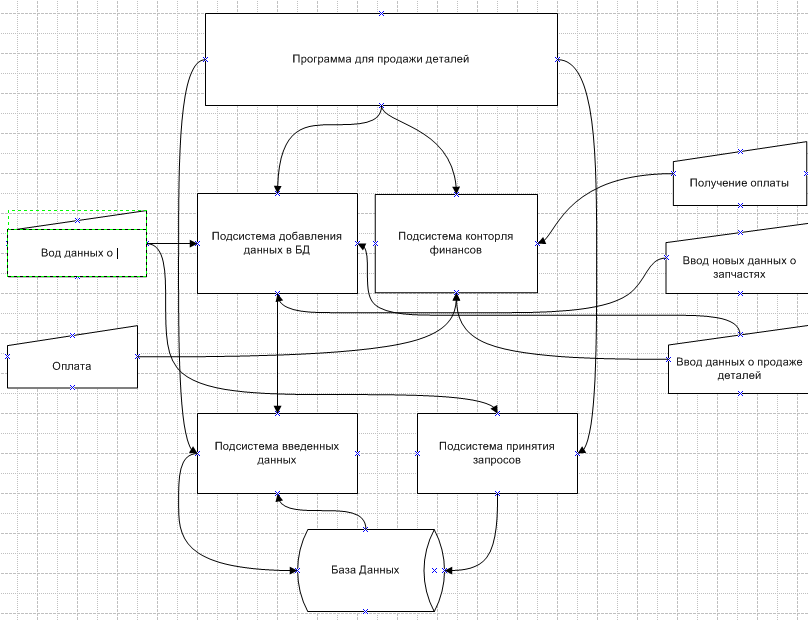 Программа для продажи деталей
Получение оплаты
Подсистема добавления
данных в БД
Подсистема конторля
финансов
Вод данных о
Ввод новых данных о
запчастях
Оплата
Ввод данных о продаже
деталей
Подсистема введенных
данных
Подсистема принятия
запросов
База Данных